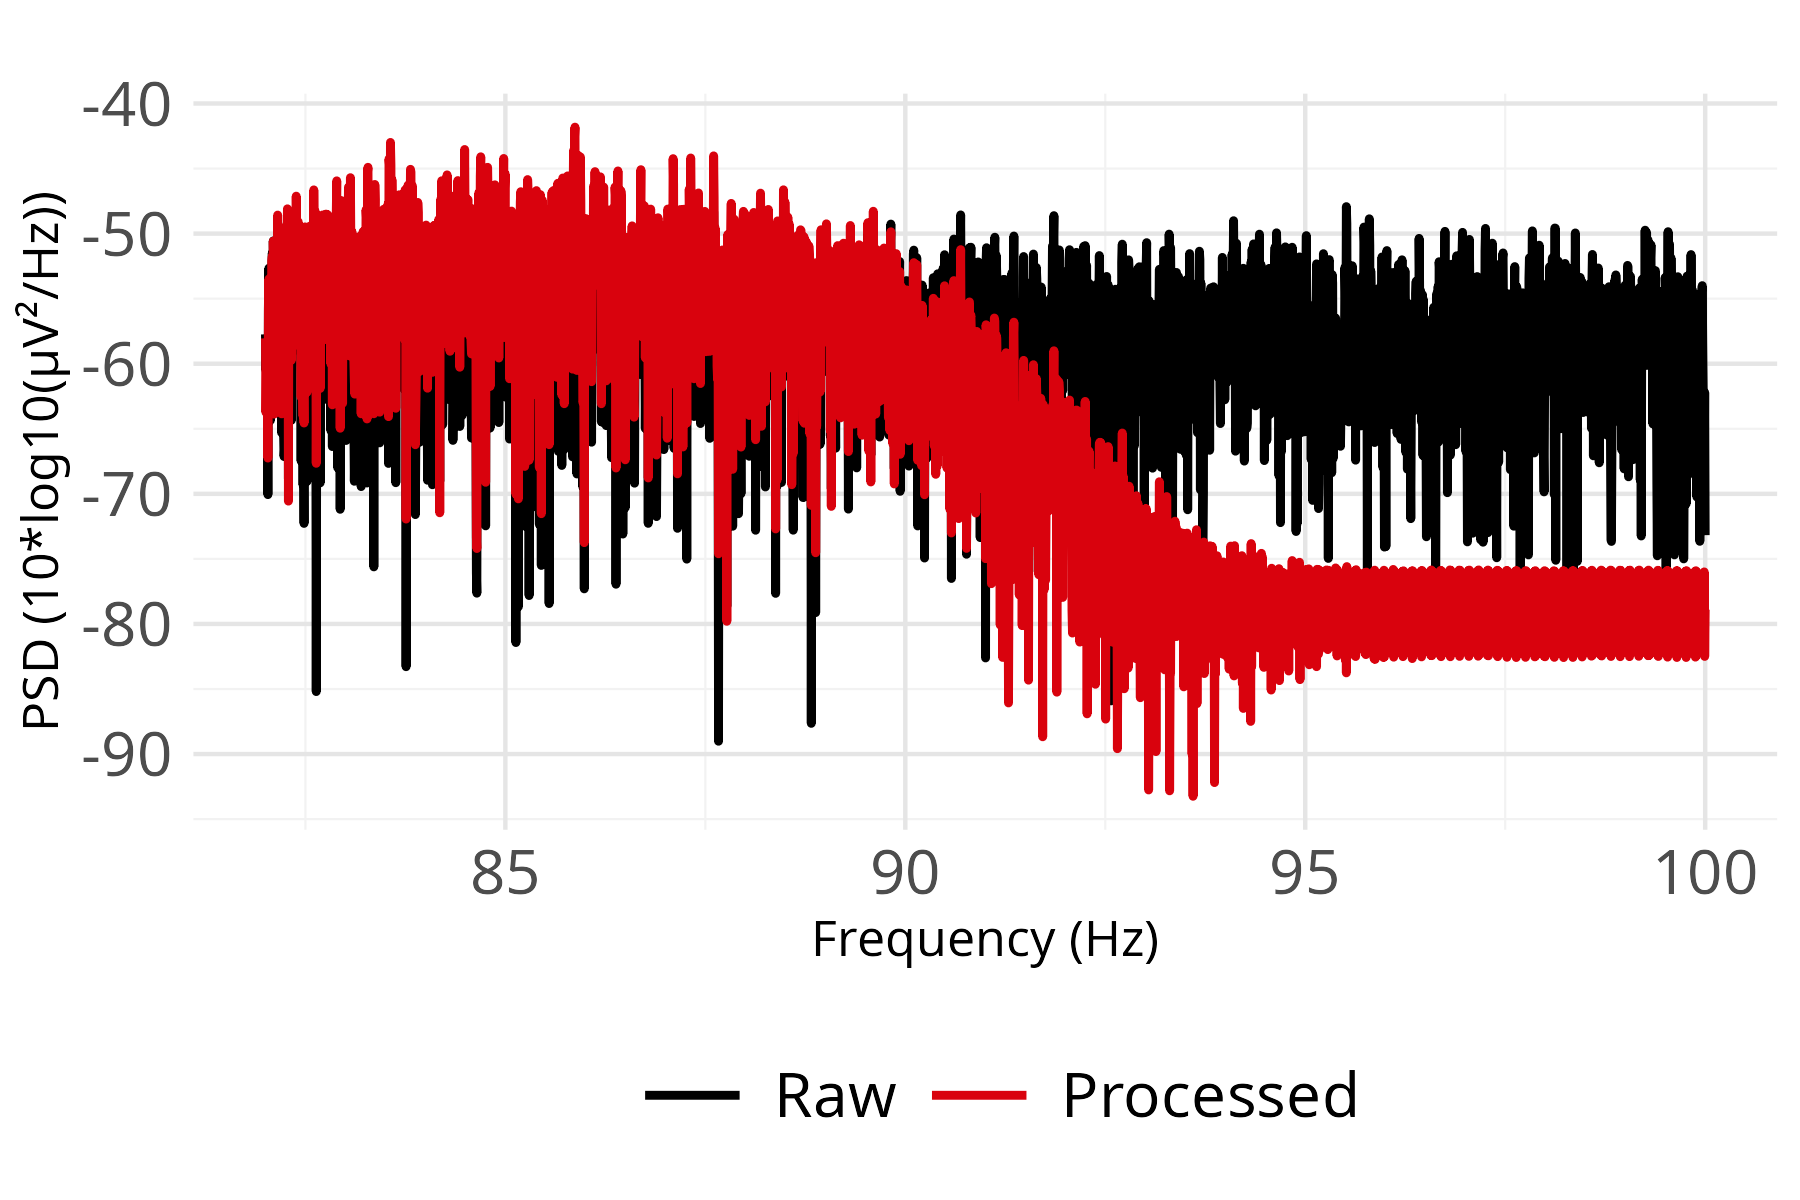 -40
-50
-60
-70
-80
-90
PSD (10*log10(µV²/Hz))
85 90 95 100
Frequency (Hz)
Raw Processed